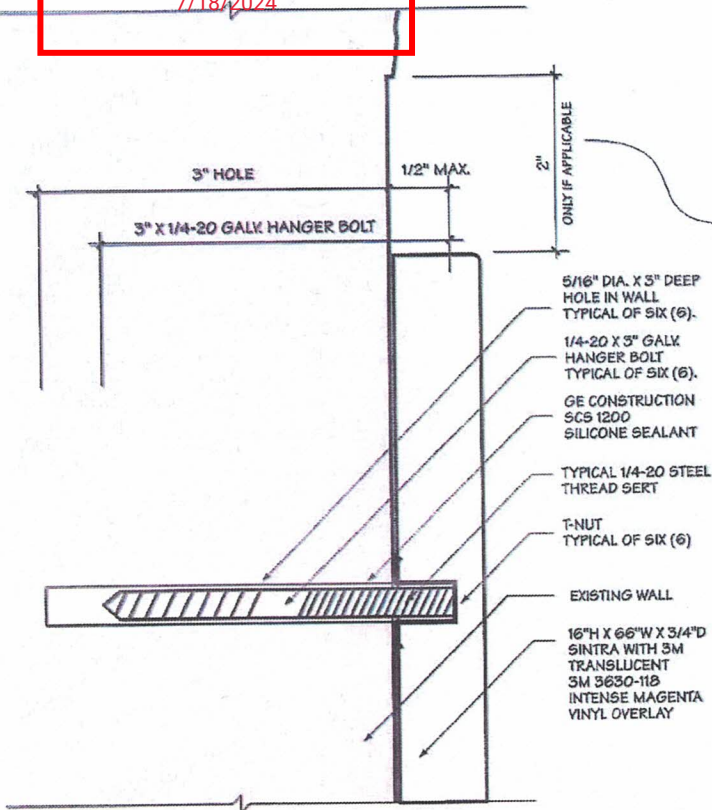 7/18/2024
3" HOLE
1/2" MAX.
2"
ONLY IF APPLICABLE
3" X 1/4-20 GALV. HANGER BOLT
5/16" DIA. X 3" DEEP
HOLE IN WALL
TYPICAL OF SIX (6).
1/4-20 X 3" GALV.
HANGER BOLT
TYPICAL OF SIX (6).
GE CONSTRUCTION
SCS 1200
SILICONE SEALANT
TYPICAL 1/4-20 STEEL
THREAD SERT
T-NUT
TYPICAL OF SIX (6)
EXISTING WALL
16"H X 66"W X 3/4"D
SINTRA WITH 3M
TRANSLUCENT
3M 3630-118
INTENSE MAGENTA
VINYL OVERLAY